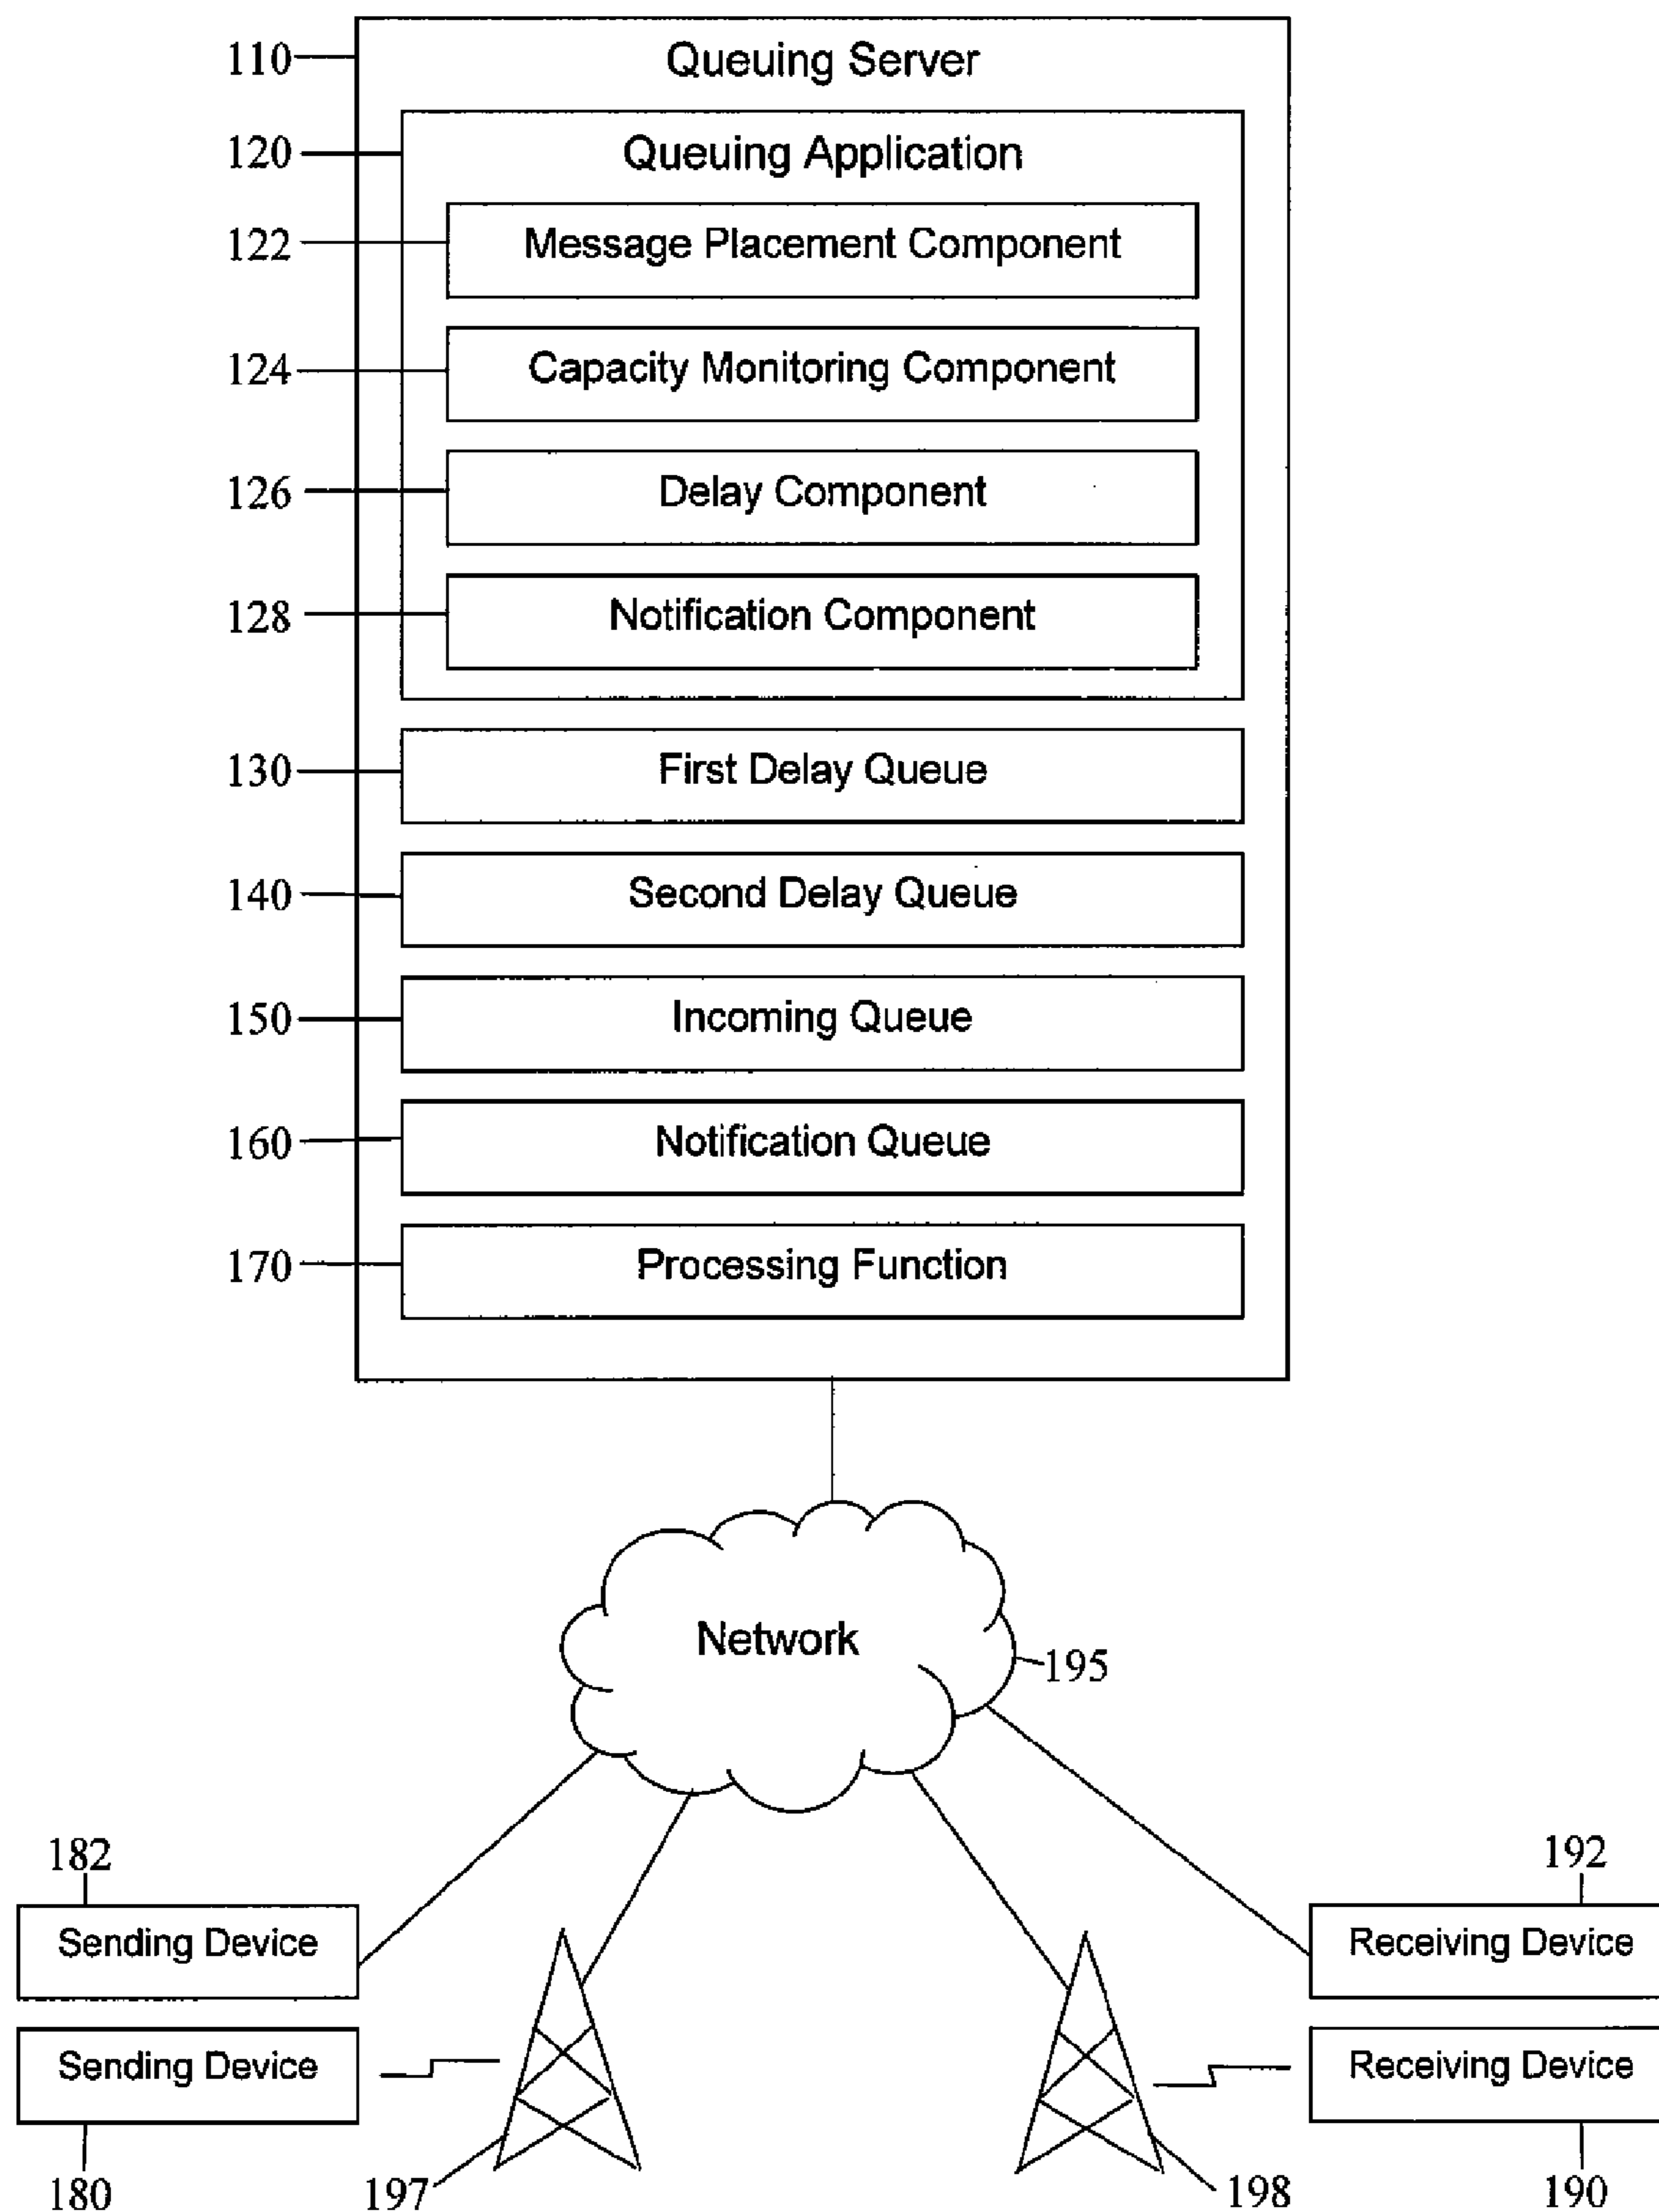 110 Queuing Server
120 Queuing Application
122 Message Placement Component
124 Capacity Monitoring Component
126 Delay Component
128 Notification Component
130 First Delay Queue
140 Second Delay Queue
150 Incoming Queue
160 Notification Queue
170 Processing Function
Network
195
182
192
Sending Device
Receiving Device
Sending Device
Receiving Device
180
197
198
190